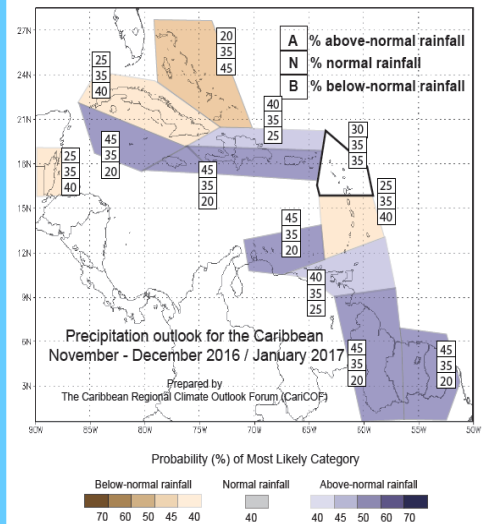 27N
24N
21N
18N
15N
12N
9N
6N
3N
90W
85W
80W
75W
70W
65W
60W
55W
50W
A % above-normal rainfall
N % normal rainfall
B % below-normal rainfall
20
35
45
25
35
40
40
35
25
30
35
35
45
35
20
45
35
20
25
35
40
25
35
40
45
35
20
40
35
25
45
35
20
45
35
20
Precipitation outlook for the Caribbean
November - December 2016 / January 2017
Prepared by
The Caribbean Regional Climate Outlook Forum (CariCOF)
Probability (%) of Most Likely Category
Below-normal rainfall Normal rainfall Above-normal rainfall
70 60 50 45 40 40 40 45 50 60 70